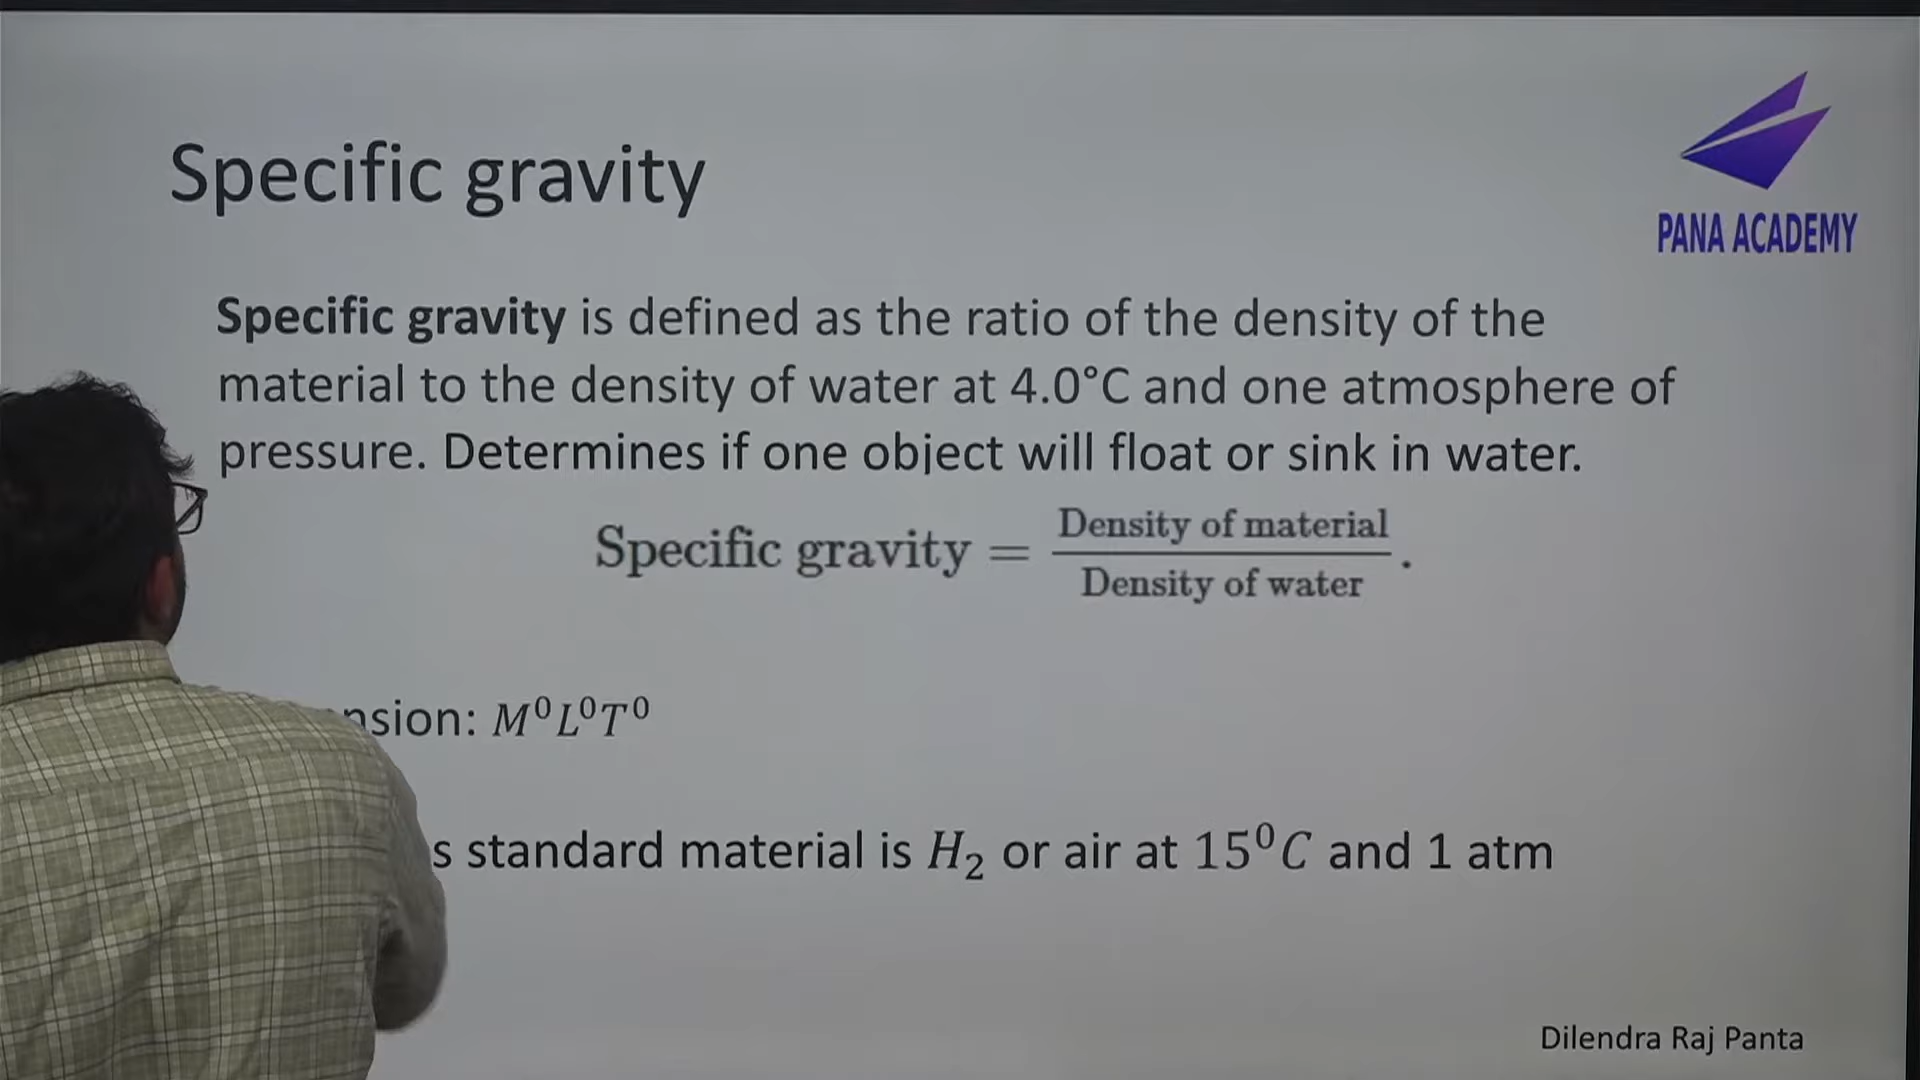 Specific gravity
PANA ACADEMY
Specific gravity is defined as the ratio of the density of the
material to the density of water at 4.0°C and one atmosphere of
pressure. Determines if one object will float or sink in water.
Specific gravity = Density of material / Density of water .
nsion: M⁰L⁰T⁰
s standard material is H₂ or air at 15⁰C and 1 atm
Dilendra Raj Panta